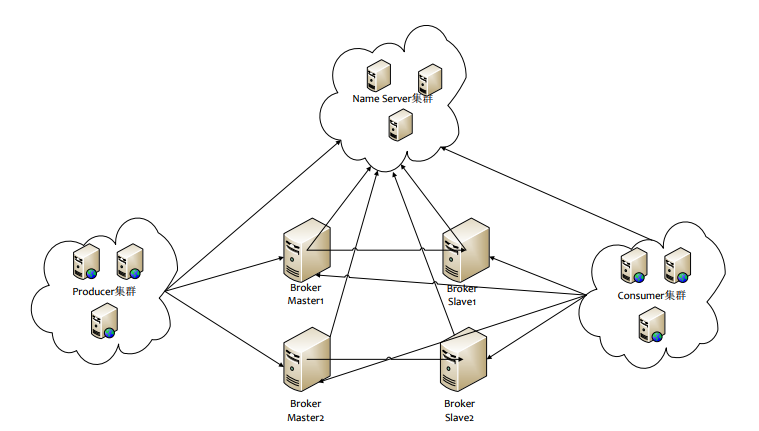 Name Server集群
Producer集群
Broker
Master1
Broker
Slave1
Consumer集群
Broker
Master2
Broker
Slave2